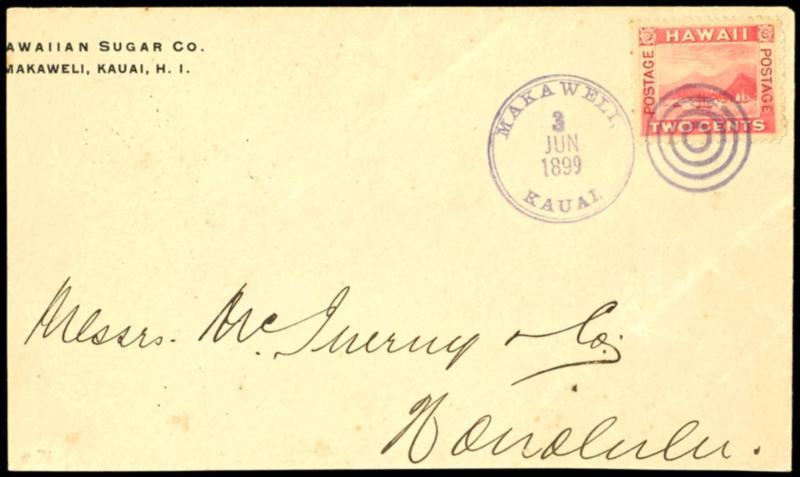 AWAIIAN SUGAR CO.
MAKAWELI, KAUAI, H. I.
HAWAII
POSTAGE
POSTAGE
TWO CENTS
MAKAWELI,
3
JUN
1899
KAUAI.
Messrs. McInerny & Co.
Honolulu.